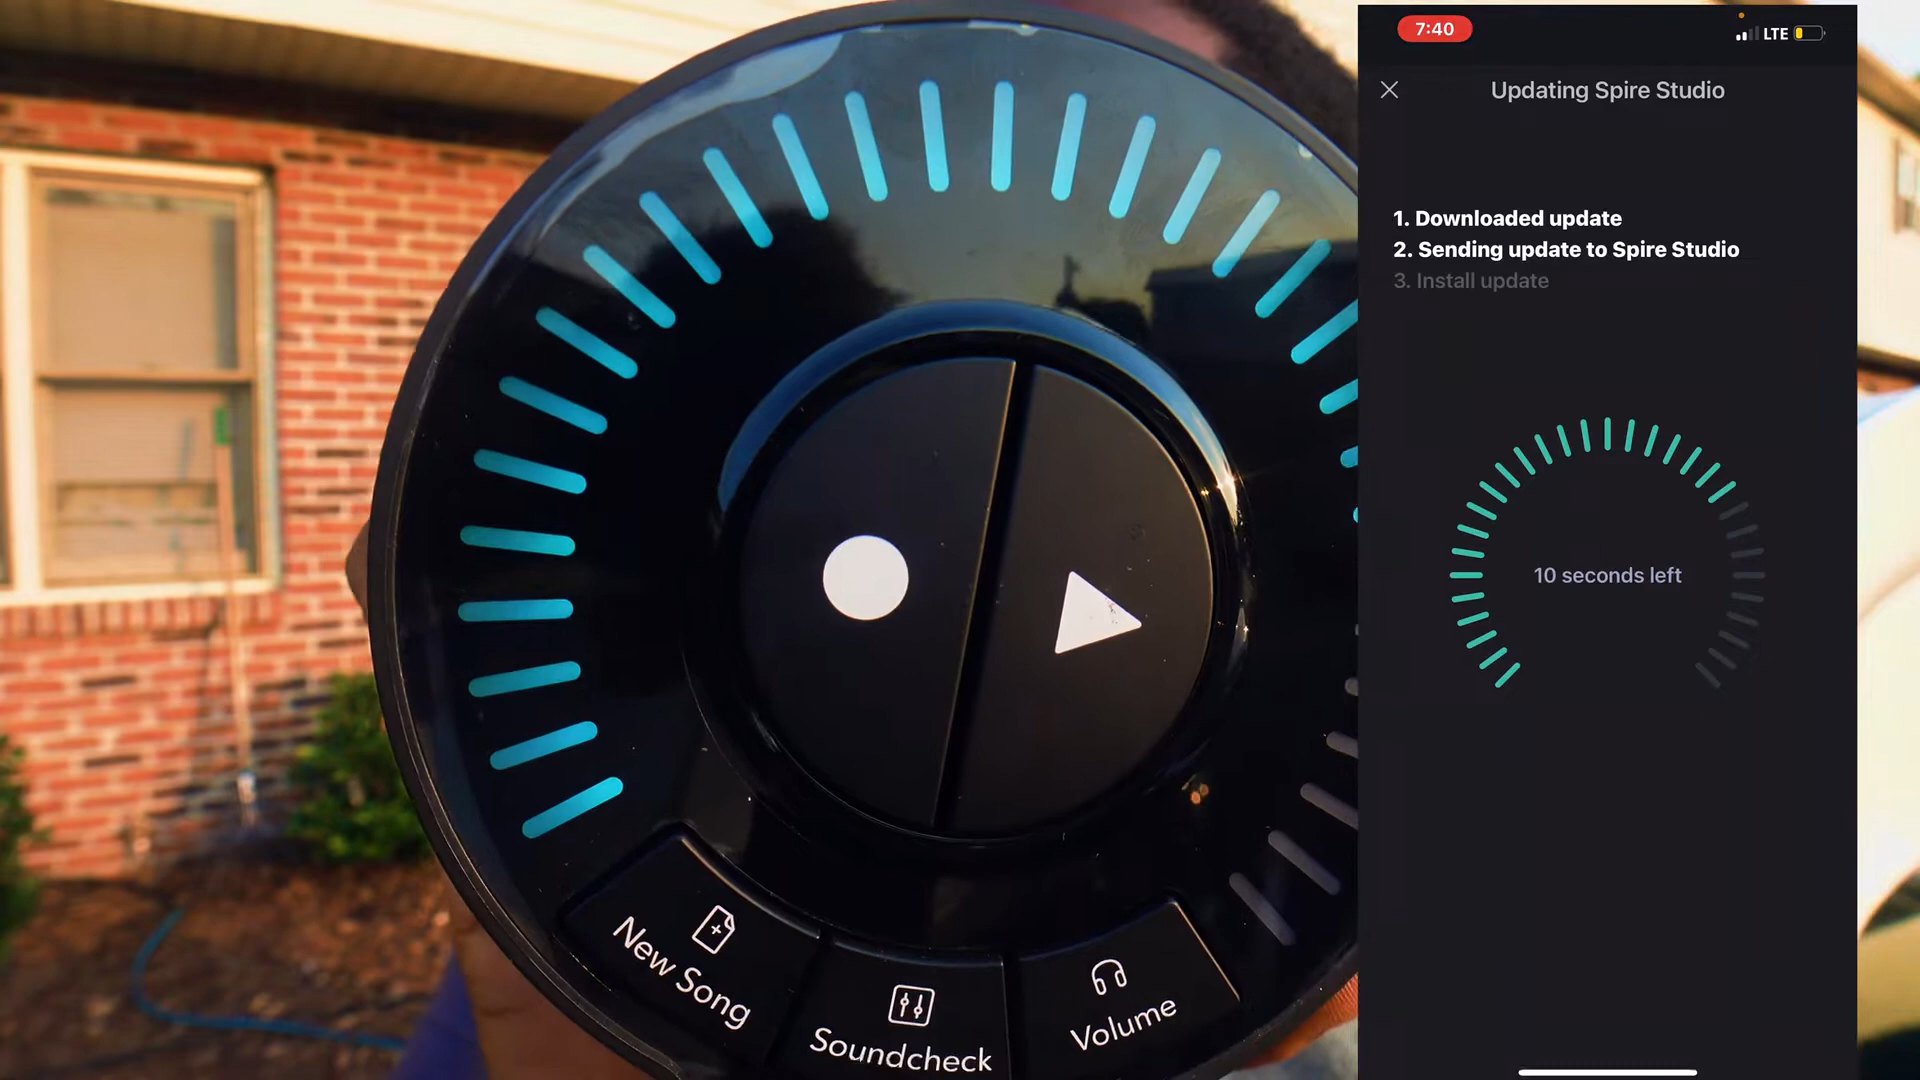 New Song
Soundcheck
Volume
7:40
LTE
Updating Spire Studio
1. Downloaded update
2. Sending update to Spire Studio
3. Install update
10 seconds left